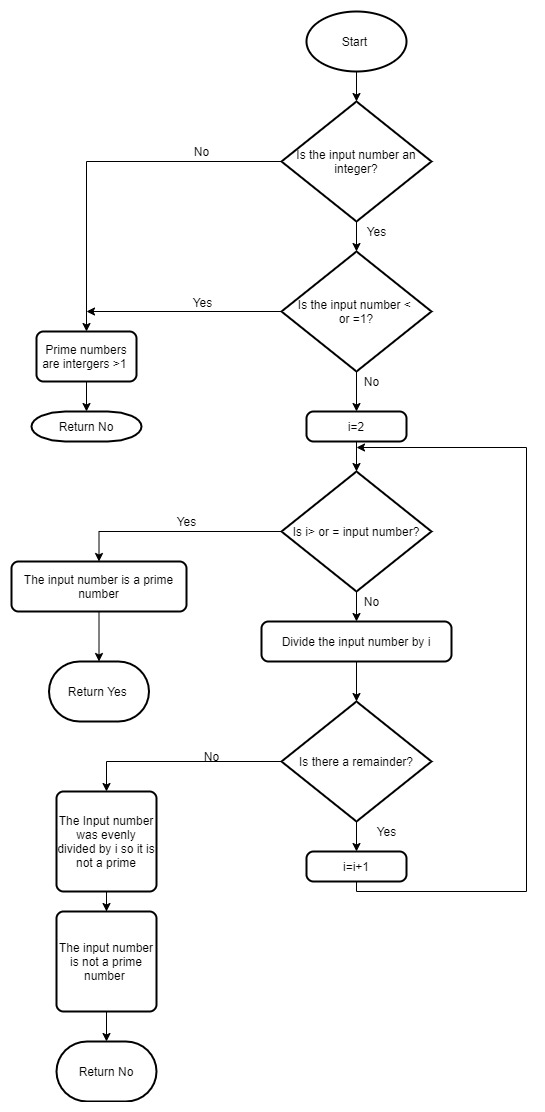 Start
Is the input number an
integer?
No
Yes
Is the input number <
or =1?
Yes
No
Prime numbers
are intergers >1
Return No
i=2
Is i> or = input number?
Yes
No
The input number is a prime
number
Return Yes
Divide the input number by i
Is there a remainder?
No
Yes
The Input number
was evenly
divided by i so it is
not a prime
i=i+1
The input number
is not a prime
number
Return No